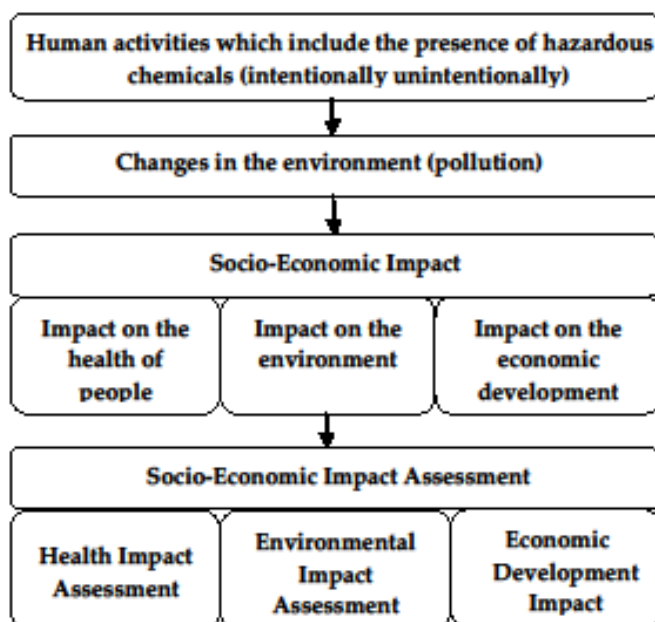 Human activities which include the presence of hazardous
chemicals (intentionally unintentionally)
Changes in the environment (pollution)
Socio-Economic Impact
Impact on the
health of
people
Impact on the
environment
Impact on the
economic
development
Socio-Economic Impact Assessment
Health Impact
Assessment
Environmental
Impact
Assessment
Economic
Development
Impact